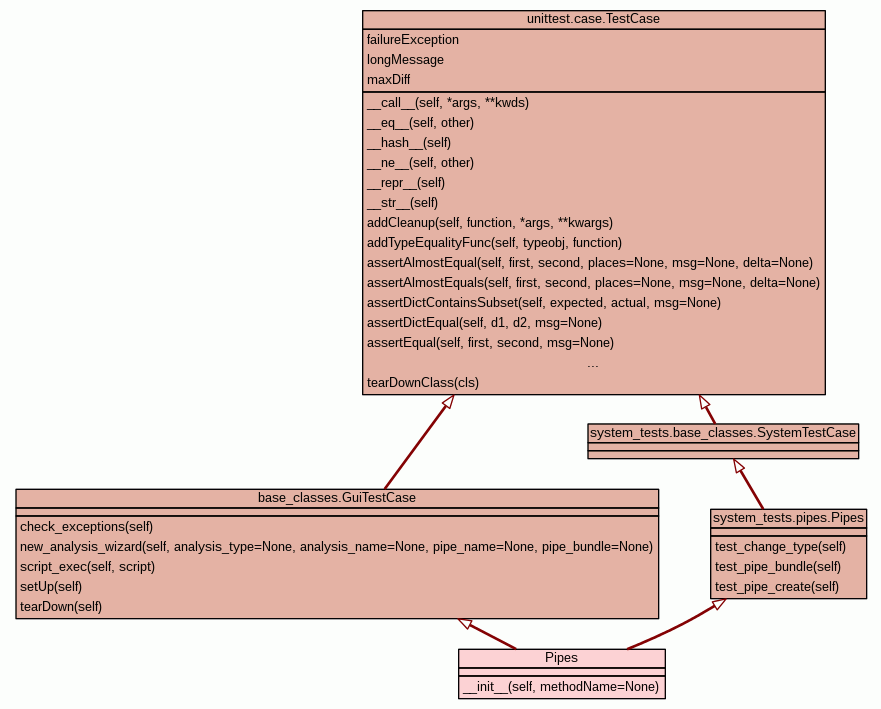 unittest.case.TestCase
failureException
longMessage
maxDiff
__call__(self, *args, **kwds)
__eq__(self, other)
__hash__(self)
__ne__(self, other)
__repr__(self)
__str__(self)
addCleanup(self, function, *args, **kwargs)
addTypeEqualityFunc(self, typeobj, function)
assertAlmostEqual(self, first, second, places=None, msg=None, delta=None)
assertAlmostEquals(self, first, second, places=None, msg=None, delta=None)
assertDictContainsSubset(self, expected, actual, msg=None)
assertDictEqual(self, d1, d2, msg=None)
assertEqual(self, first, second, msg=None)
...
tearDownClass(cls)
system_tests.base_classes.SystemTestCase
base_classes.GuiTestCase
check_exceptions(self)
new_analysis_wizard(self, analysis_type=None, analysis_name=None, pipe_name=None, pipe_bundle=None)
script_exec(self, script)
setUp(self)
tearDown(self)
system_tests.pipes.Pipes
test_change_type(self)
test_pipe_bundle(self)
test_pipe_create(self)
Pipes
__init__(self, methodName=None)